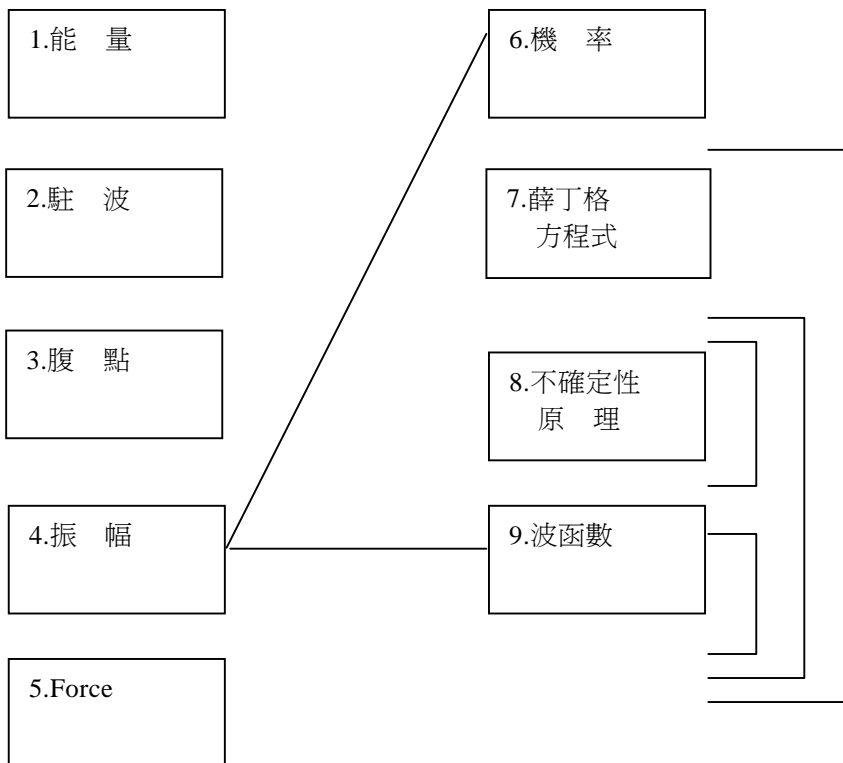 1.能　量
2.駐　波
3.腹　點
4.振　幅
5.Force
6.機　率
7.薛丁格
方程式
8.不確定性
原　理
9.波函數